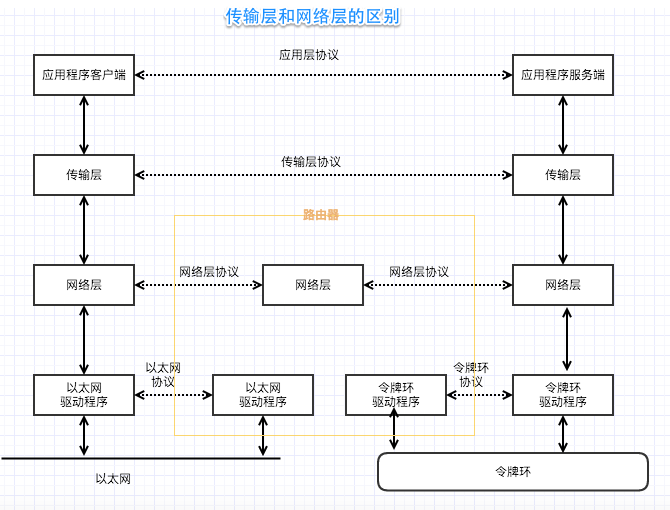 传输层和网络层的区别
应用层协议
应用程序客户端
应用程序服务端
传输层协议
传输层
传输层
路由器
网络层协议
网络层协议
网络层
网络层
网络层
以太网
协议
令牌环
协议
以太网
驱动程序
以太网
驱动程序
令牌环
驱动程序
令牌环
驱动程序
以太网
令牌环